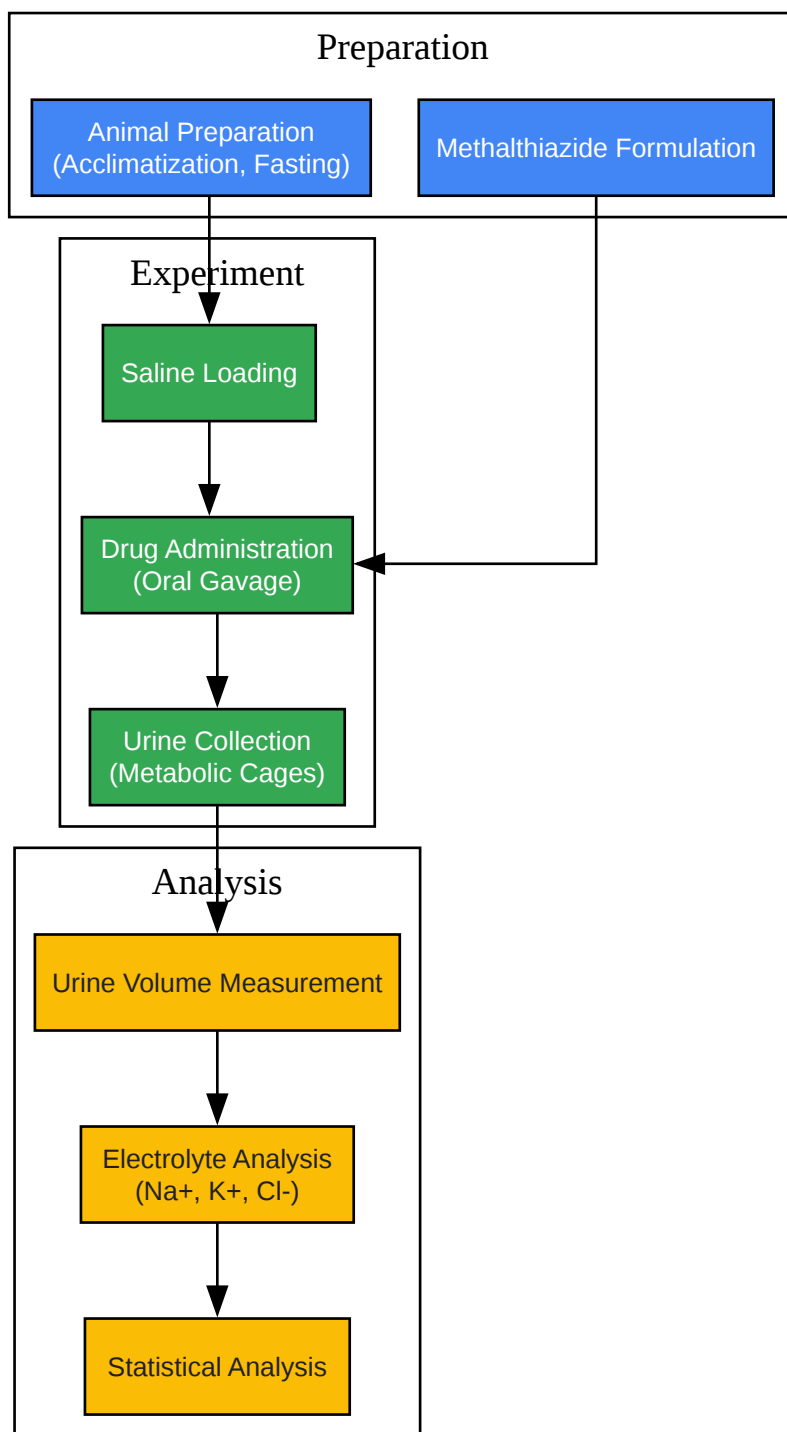 Preparation
Animal Preparation
(Acclimatization, Fasting)
Methalthiazide Formulation
Experiment
Saline Loading
Drug Administration
(Oral Gavage)
Urine Collection
(Metabolic Cages)
Analysis
Urine Volume Measurement
Electrolyte Analysis
(Na+, K+, Cl-)
Statistical Analysis